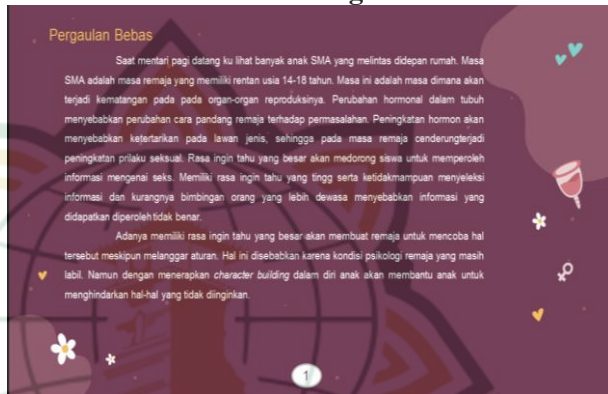 Pergaulan Bebas
Saat mentari pagi datang ku lihat banyak anak SMA yang melintas didepan rumah. Masa
SMA adalah masa remaja yang memiliki rentan usia 14-18 tahun. Masa ini adalah masa dimana akan
terjadi kematangan pada pada organ-organ reproduksinya. Perubahan hormonal dalam tubuh
menyebabkan perubahan cara pandang remaja terhadap permasalahan. Peningkatan hormon akan
menyebabkan ketertarikan pada lawan jenis, sehingga pada masa remaja cenderungterjadi
peningkatan prilaku seksual. Rasa ingin tahu yang besar akan medorong siswa untuk memperoleh
informasi mengenai seks. Memiliki rasa ingin tahu yang tingg serta ketidakmampuan menyeleksi
informasi dan kurangnya bimbingan orang yang lebih dewasa menyebabkan informasi yang
didapatkan diperoleh tidak benar.
Adanya memiliki rasa ingin tahu yang besar akan membuat remaja untuk mencoba hal
tersebut meskipun melanggar aturan. Hal ini disebabkan karena kondisi psikologi remaja yang masih
labil. Namun dengan menerapkan character building dalam diri anak akan membantu anak untuk
menghindarkan hal-hal yang tidak diinginkan.
1